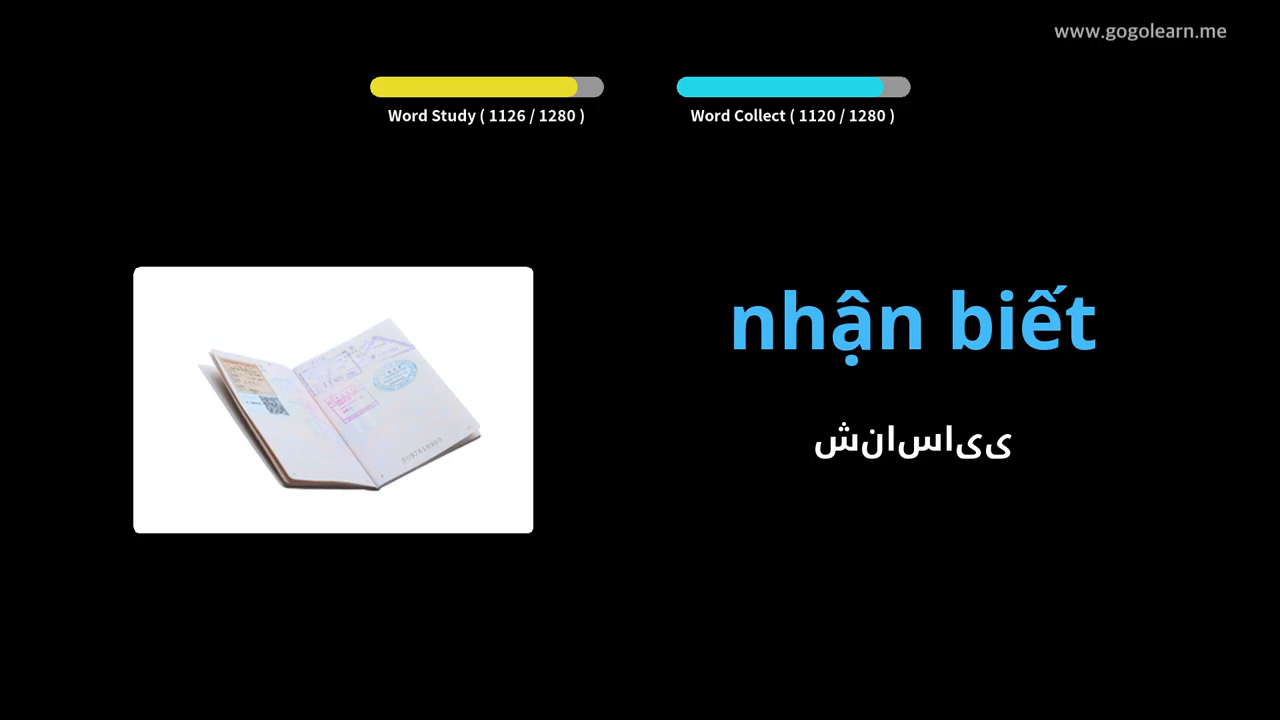 www.gogolearn.me
Word Study ( 1126 / 1280 )
Word Collect ( 1120 / 1280 )
nhận biết
شناسایی